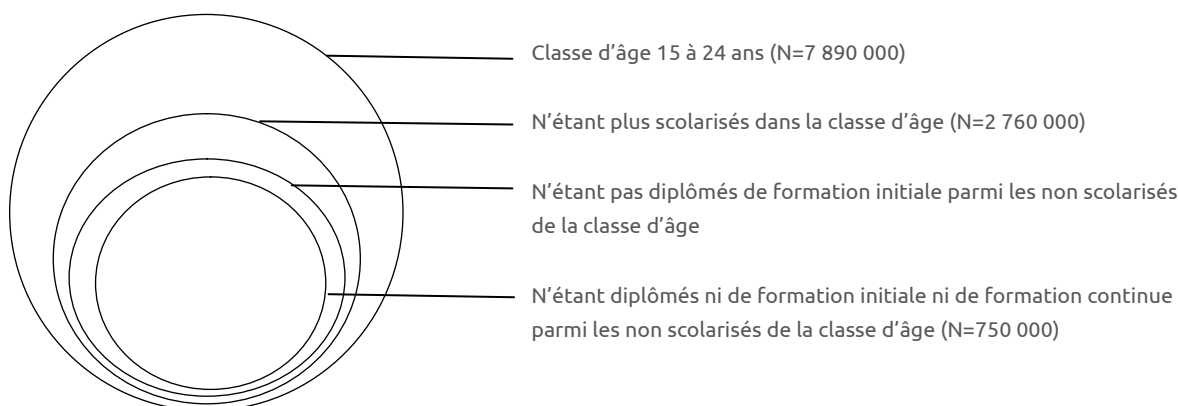 Classe d’âge 15 à 24 ans (N=7 890 000)
N’étant plus scolarisés dans la classe d’âge (N=2 760 000)
N’étant pas diplômés de formation initiale parmi les non scolarisés
de la classe d’âge
N’étant diplômés ni de formation initiale ni de formation continue
parmi les non scolarisés de la classe d’âge (N=750 000)